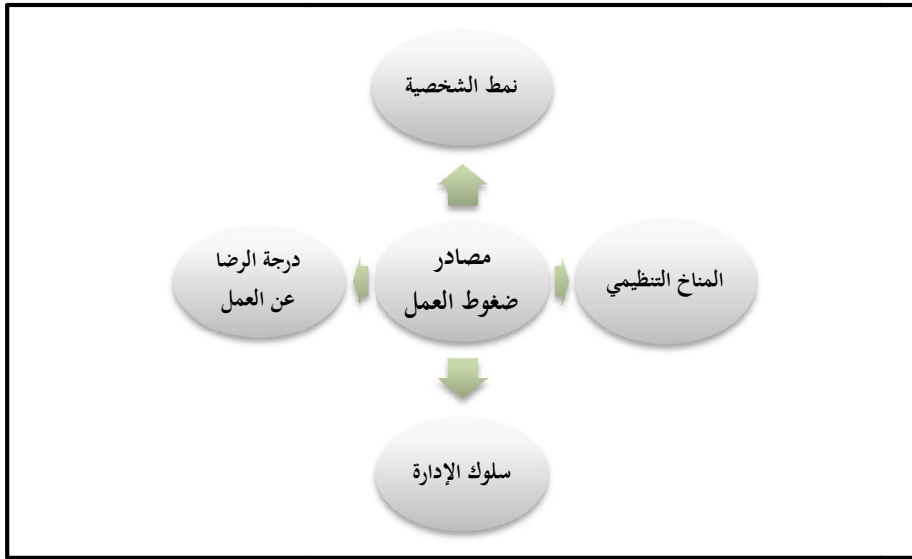 نمط الشخصية
مصادر
ضغوط العمل
المناخ التنظيمي
درجة الرضا
عن العمل
سلوك الإدارة